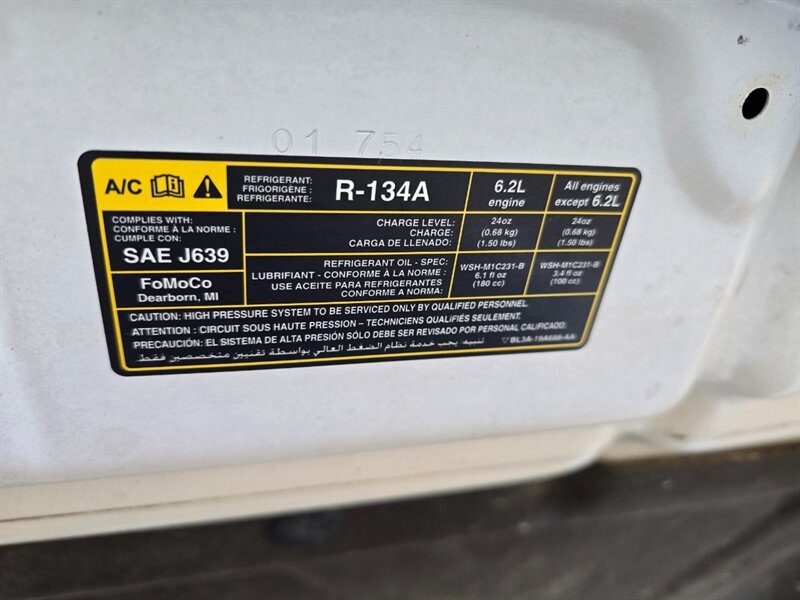 01 754
A/C
REFRIGERANT:
FRIGORIGÈNE :
REFRIGERANTE:
R-134A
6.2L
engine
All engines
except 6.2L
COMPLIES WITH:
CONFORME À LA NORME :
CUMPLE CON:
SAE J639
FoMoCo
Dearborn, MI
CHARGE LEVEL:
CHARGE:
CARGA DE LLENADO:
24oz
(0.68 kg)
(1.50 lbs)
24oz
(0.68 kg)
(1.50 lbs)
REFRIGERANT OIL - SPEC:
LUBRIFIANT - CONFORME À LA NORME :
USE ACEITE PARA REFRIGERANTES
CONFORME A NORMA:
WSH-M1C231-B
6.1 fl oz
(180 cc)
WSH-M1C231-B
3.4 fl oz
(100 cc)
CAUTION: HIGH PRESSURE SYSTEM TO BE SERVICED ONLY BY QUALIFIED PERSONNEL.
ATTENTION : CIRCUIT SOUS HAUTE PRESSION – TECHNICIENS QUALIFIÉS SEULEMENT.
PRECAUCIÓN: EL SISTEMA DE ALTA PRESIÓN SÓLO DEBE SER REVISADO POR PERSONAL CALIFICADO.
تنبيه: يجب خدمة نظام الضغط العالي بواسطة تقنيين متخصصين فقط.
BL3A-19A688-AA